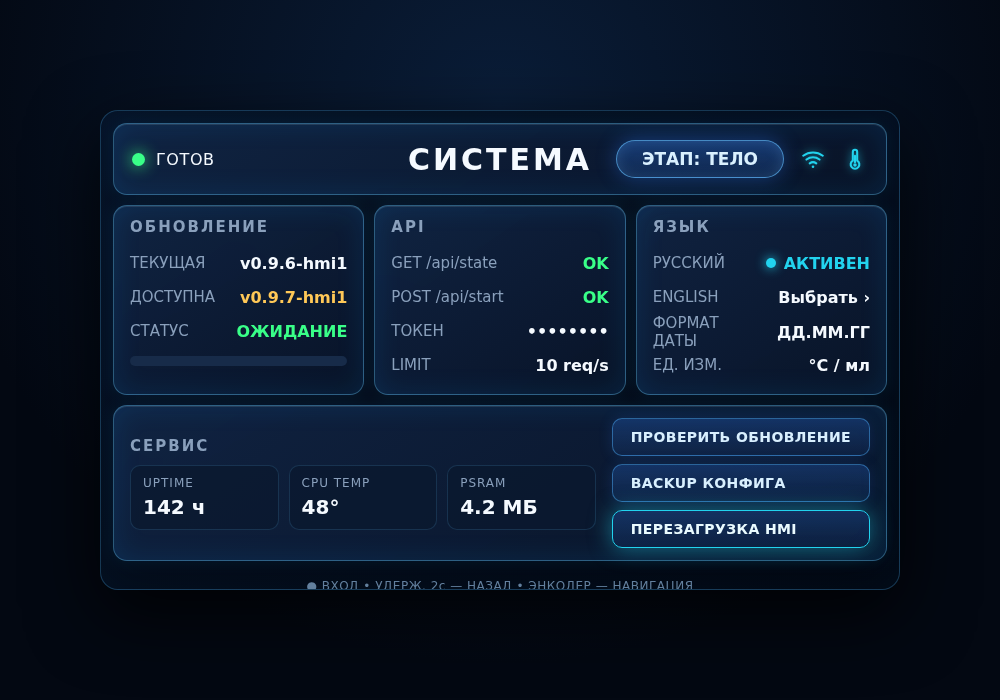 ГОТОВ
СИСТЕМА
ЭТАП: ТЕЛО
ОБНОВЛЕНИЕ
ТЕКУЩАЯ v0.9.6-hmi1
ДОСТУПНА v0.9.7-hmi1
СТАТУС ОЖИДАНИЕ
API
GET /api/state OK
POST /api/start OK
ТОКЕН ••••••••
LIMIT 10 req/s
ЯЗЫК
РУССКИЙ ● АКТИВЕН
ENGLISH Выбрать ›
ФОРМАТ
ДАТЫ ДД.ММ.ГГ
ЕД. ИЗМ. °C / мл
СЕРВИС
UPTIME
142 ч
CPU TEMP
48°
PSRAM
4.2 МБ
ПРОВЕРИТЬ ОБНОВЛЕНИЕ
BACKUP КОНФИГА
ПЕРЕЗАГРУЗКА HMI
● ВХОД • УДЕРЖ. 2с — НАЗАД • ЭНКОДЕР — НАВИГАЦИЯ